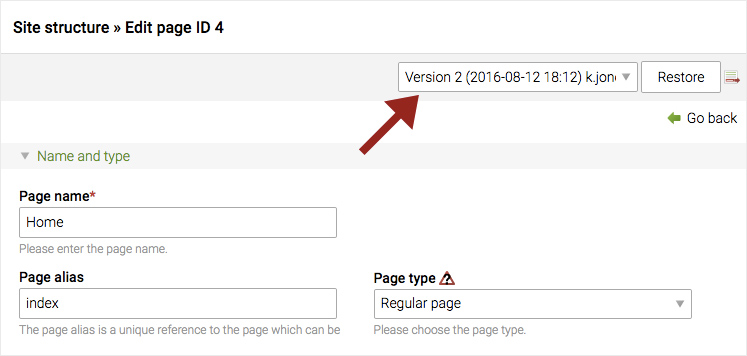 Site structure » Edit page ID 4
Version 2 (2016-08-12 18:12) k.jon
Restore
Go back
Name and type
Page name*
Home
Please enter the page name.
Page alias
Page type
index
Regular page
The page alias is a unique reference to the page which can be
Please choose the page type.